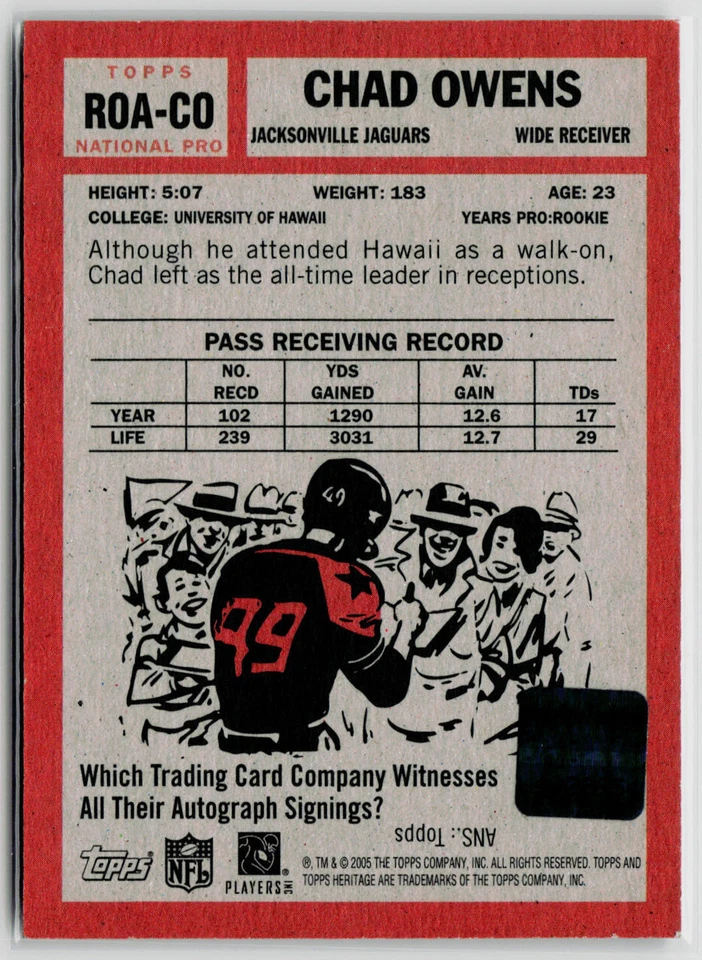 TOPPS
ROA-CO
NATIONAL PRO
CHAD OWENS
JACKSONVILLE JAGUARS WIDE RECEIVER
HEIGHT: 5:07 WEIGHT: 183 AGE: 23
COLLEGE: UNIVERSITY OF HAWAII YEARS PRO:ROOKIE
Although he attended Hawaii as a walk-on,
Chad left as the all-time leader in receptions.
PASS RECEIVING RECORD
NO. RECD YDS GAINED AV. GAIN TDs
YEAR 102 1290 12.6 17
LIFE 239 3031 12.7 29
49
49
Which Trading Card Company Witnesses
All Their Autograph Signings?
ANS.: Topps
Topps NFL PLAYERS INC
®, TM & © 2005 THE TOPPS COMPANY, INC. ALL RIGHTS RESERVED. TOPPS AND
TOPPS HERITAGE ARE TRADEMARKS OF THE TOPPS COMPANY, INC.